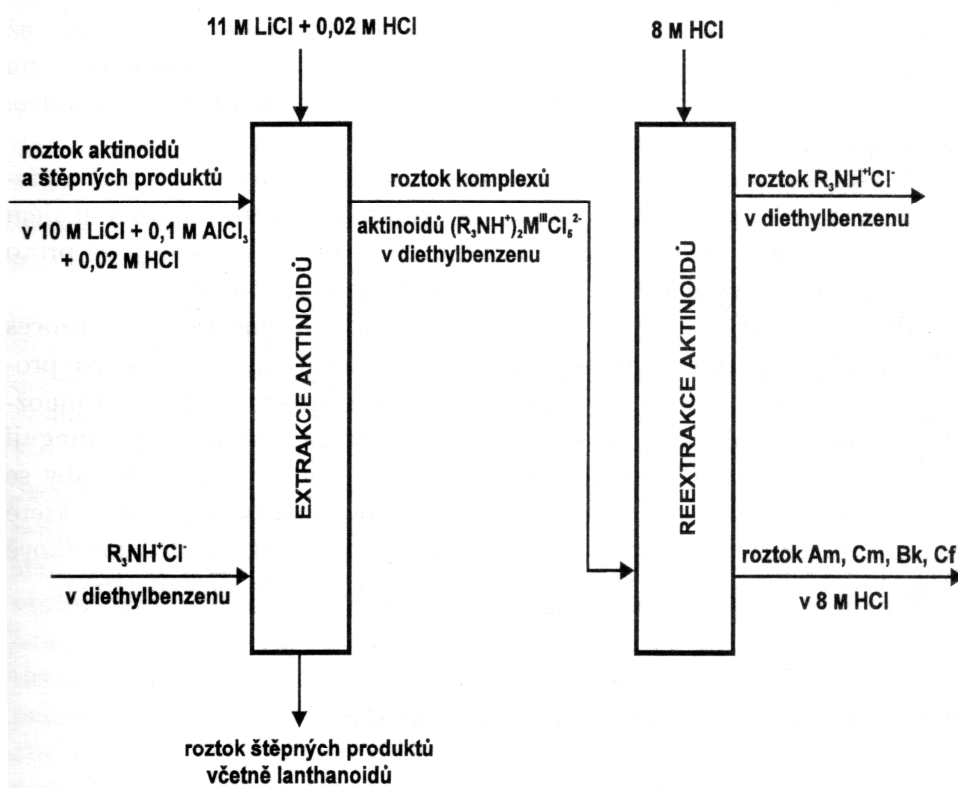 11 M LiCl + 0,02 M HCl
8 M HCl
roztok aktinoidů
a štěpných produktů
v 10 M LiCl + 0,1 M AlCl₃
+ 0,02 M HCl
roztok komplexů
aktinoidů (R₃NH⁺)₂MᴵᴵᴵCl₅²⁻
v diethylbenzenu
roztok R₃NH⁺Cl⁻
v diethylbenzenu
EXTRAKCE AKTINOIDŮ
REEXTRAKCE AKTINOIDŮ
R₃NH⁺Cl⁻
v diethylbenzenu
roztok Am, Cm, Bk, Cf
v 8 M HCl
roztok štěpných produktů
včetně lanthanoidů